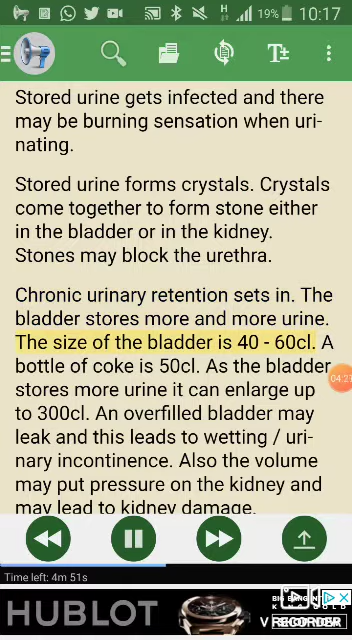 19% 10:17
Stored urine gets infected and there
may be burning sensation when uri-
nating.
Stored urine forms crystals. Crystals
come together to form stone either
in the bladder or in the kidney.
Stones may block the urethra.
Chronic urinary retention sets in. The
bladder stores more and more urine.
The size of the bladder is 40 - 60cl. A
bottle of coke is 50cl. As the bladder
stores more urine it can enlarge up
to 300cl. An overfilled bladder may
leak and this leads to wetting / uri-
nary incontinence. Also the volume
may put pressure on the kidney and
may lead to kidney damage.
Time left: 4m 51s
HUBLOT
BIG BANG
RECORDER